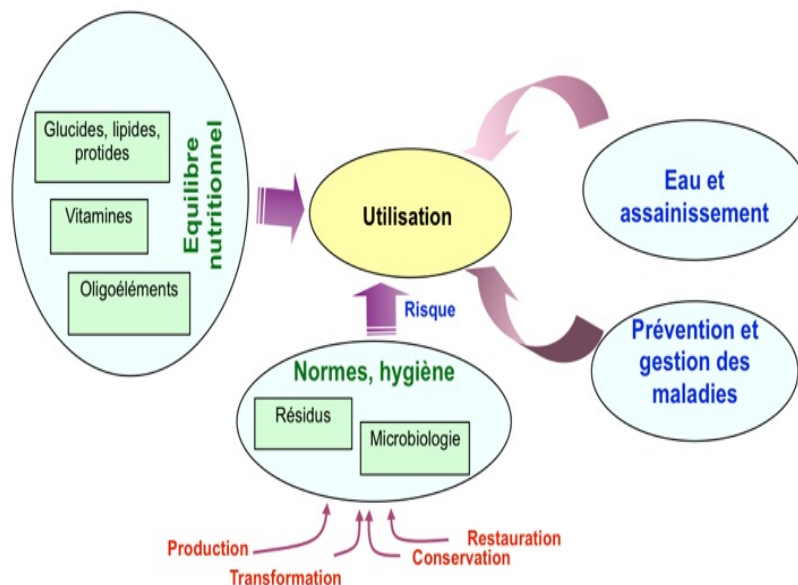 Glucides, lipides,
protides
Vitamines
Oligoéléments
Equilibre
nutritionnel
Utilisation
Eau et
assainissement
Risque
Prévention et
gestion des
maladies
Normes, hygiène
Résidus
Microbiologie
Production
Transformation
Conservation
Restauration